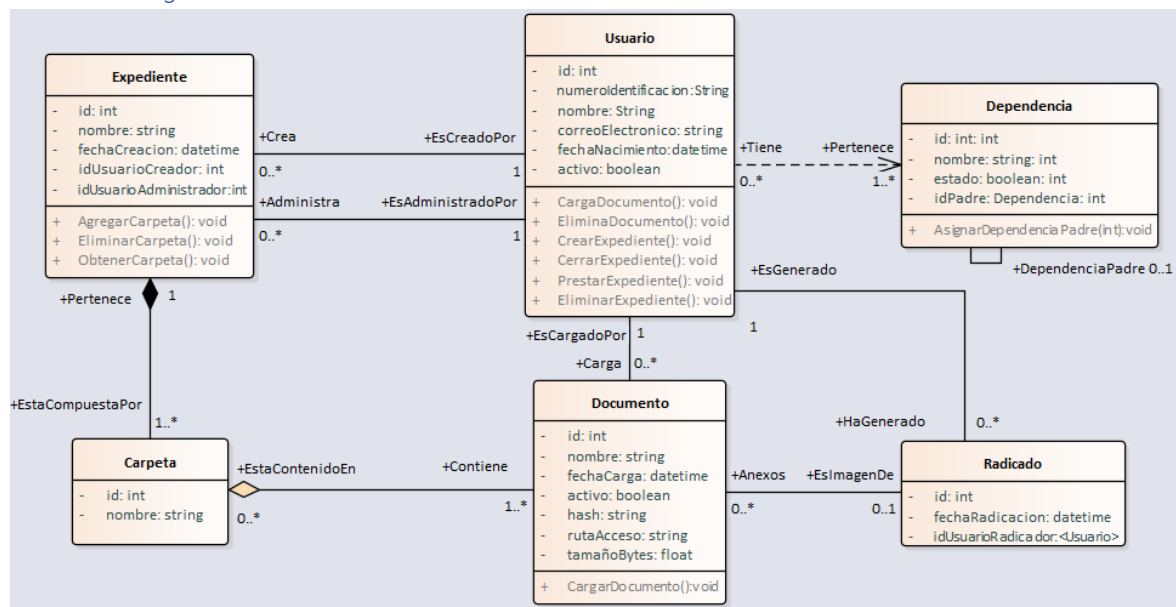 Expediente
- id: int
- nombre: string
- fechaCreacion: datetime
- idUsuarioCreador: int
- idUsuarioAdministrador:int
+ AgregarCarpeta(): void
+ EliminarCarpeta(): void
+ ObtenerCarpeta(): void
+Crea
+EsCreadoPor
0..*
1
+Administra
+EsAdministradoPor
0..*
1
Usuario
- id: int
- numeroIdentificacion:String
- nombre: String
- correoElectronico: string
- fechaNacimiento:datetime
- activo: boolean
+ CargaDocumento(): void
+ EliminaDocumento(): void
+ CrearExpediente(): void
+ CerrarExpediente(): void
+ PrestarExpediente(): void
+ EliminarExpediente(): void
+Tiene
+Pertenece
0..*
1..*
Dependencia
- id: int: int
- nombre: string: int
- estado: boolean: int
- idPadre: Dependencia: int
+ AsignarDependenciaPadre(int):void
+DependenciaPadre 0..1
+EsGenerado
1
+Pertenece
1
+EsCargadoPor
1
+Carga
0..*
+EstaCompuestaPor
1..*
+HaGenerado
0..*
Carpeta
- id: int
- nombre: string
+EstaContenidoEn
+Contiene
0..*
1..*
Documento
- id: int
- nombre: string
- fechaCarga: datetime
- activo: boolean
- hash: string
- rutaAcceso: string
- tamañoBytes: float
+ CargarDocumento():void
+Anexos
+EsImagenDe
0..*
0..1
Radicado
- id: int
- fechaRadicacion: datetime
- idUsuarioRadicador:<Usuario>